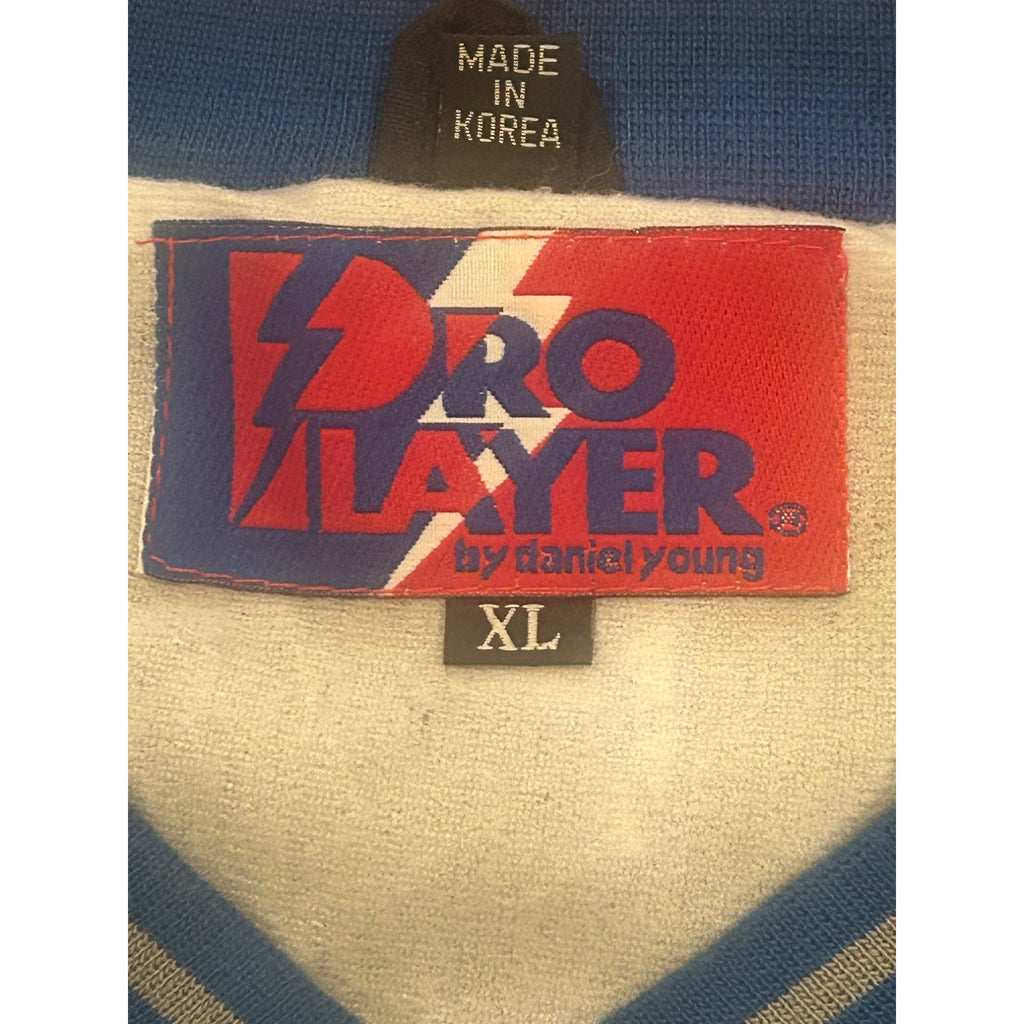 MADE
IN
KOREA
PRO
PLAYER®
by daniel young
XL